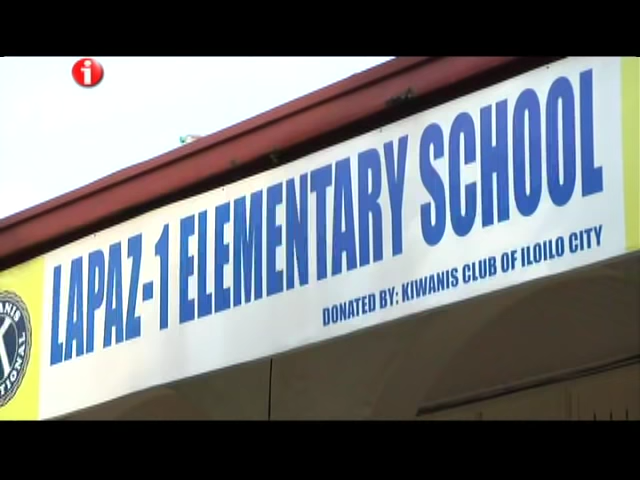 i
LAPAZ-1 ELEMENTARY SCHOOL
DONATED BY: KIWANIS CLUB OF ILOILO CITY
K